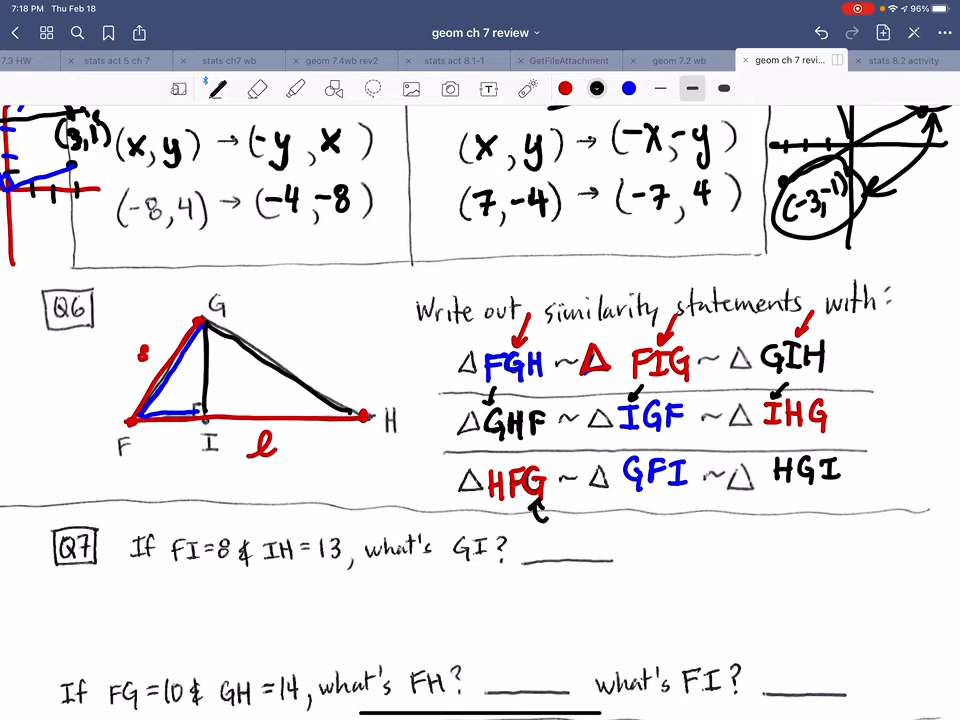 7:18 PM Thu Feb 18
96%
geom ch 7 review
7.3 HW
stats act 5 ch 7
stats ch7 wb
geom 7.4wb rev2
stats act 8.1-1
GetFileAttachment
geom 7.2 wb
geom ch 7 revi...
stats 8.2 activity
(3,1)
(x, y) → (-y, x)
(-8, 4) → (-4, -8)
(x, y) → (-x, -y)
(7, -4) → (-7, 4)
(-3, -1)
Q6
G
s
F
I
H
l
Write out similarity statements with:
△ FGH ~ △ FIG ~ △ GIH
△ GHF ~ △ IGF ~ △ IHG
△ HFG ~ △ GFI ~ △ HGI
Q7 If FI = 8 & IH = 13, what's GI? ______
If FG = 10 & GH = 14, what's FH? ______ what's FI? ______